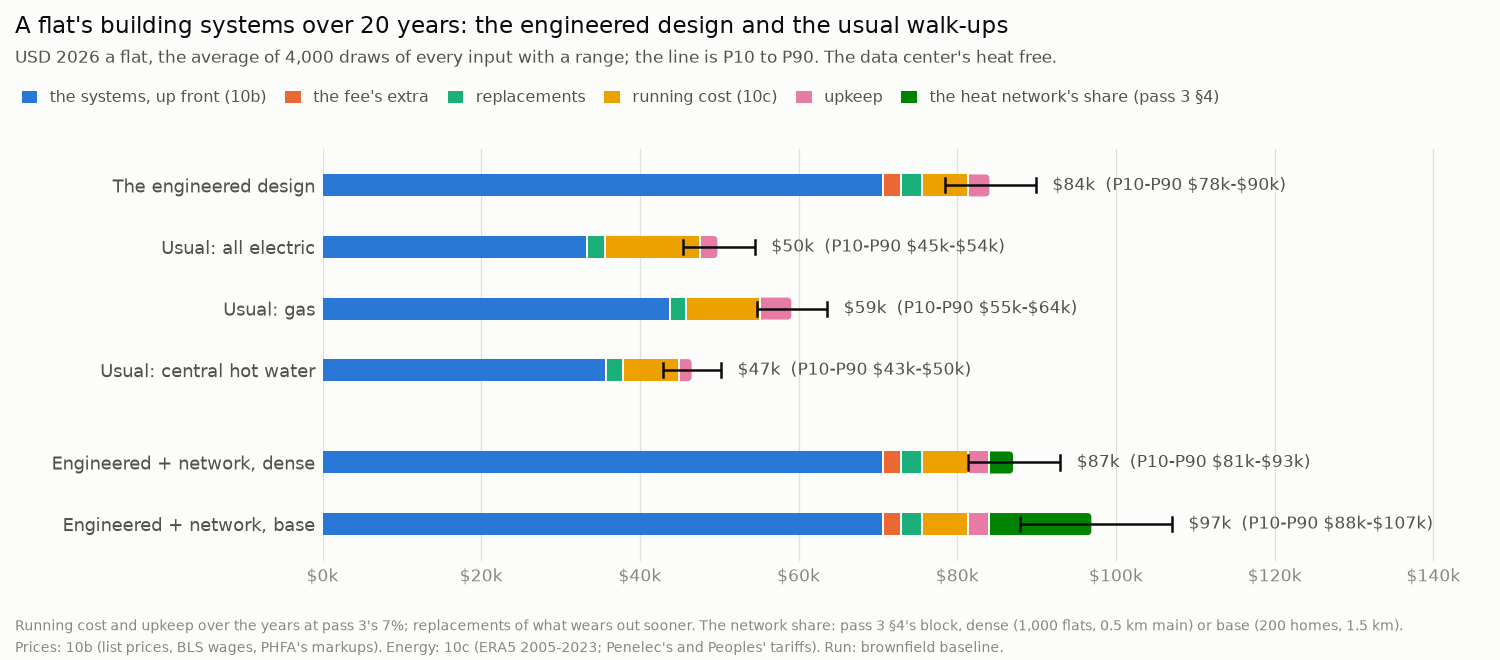 A flat's building systems over 20 years: the engineered design and the usual walk-ups
USD 2026 a flat, the average of 4,000 draws of every input with a range; the line is P10 to P90. The data center's heat free.
the systems, up front (10b) the fee's extra replacements running cost (10c) upkeep the heat network's share (pass 3 §4)
The engineered design $84k (P10-P90 $78k-$90k)
Usual: all electric $50k (P10-P90 $45k-$54k)
Usual: gas $59k (P10-P90 $55k-$64k)
Usual: central hot water $47k (P10-P90 $43k-$50k)
Engineered + network, dense $87k (P10-P90 $81k-$93k)
Engineered + network, base $97k (P10-P90 $88k-$107k)
$0k $20k $40k $60k $80k $100k $120k $140k
Running cost and upkeep over the years at pass 3's 7%; replacements of what wears out sooner. The network share: pass 3 §4's block, dense (1,000 flats, 0.5 km main) or base (200 homes, 1.5 km).
Prices: 10b (list prices, BLS wages, PHFA's markups). Energy: 10c (ERA5 2005-2023; Penelec's and Peoples' tariffs). Run: brownfield baseline.